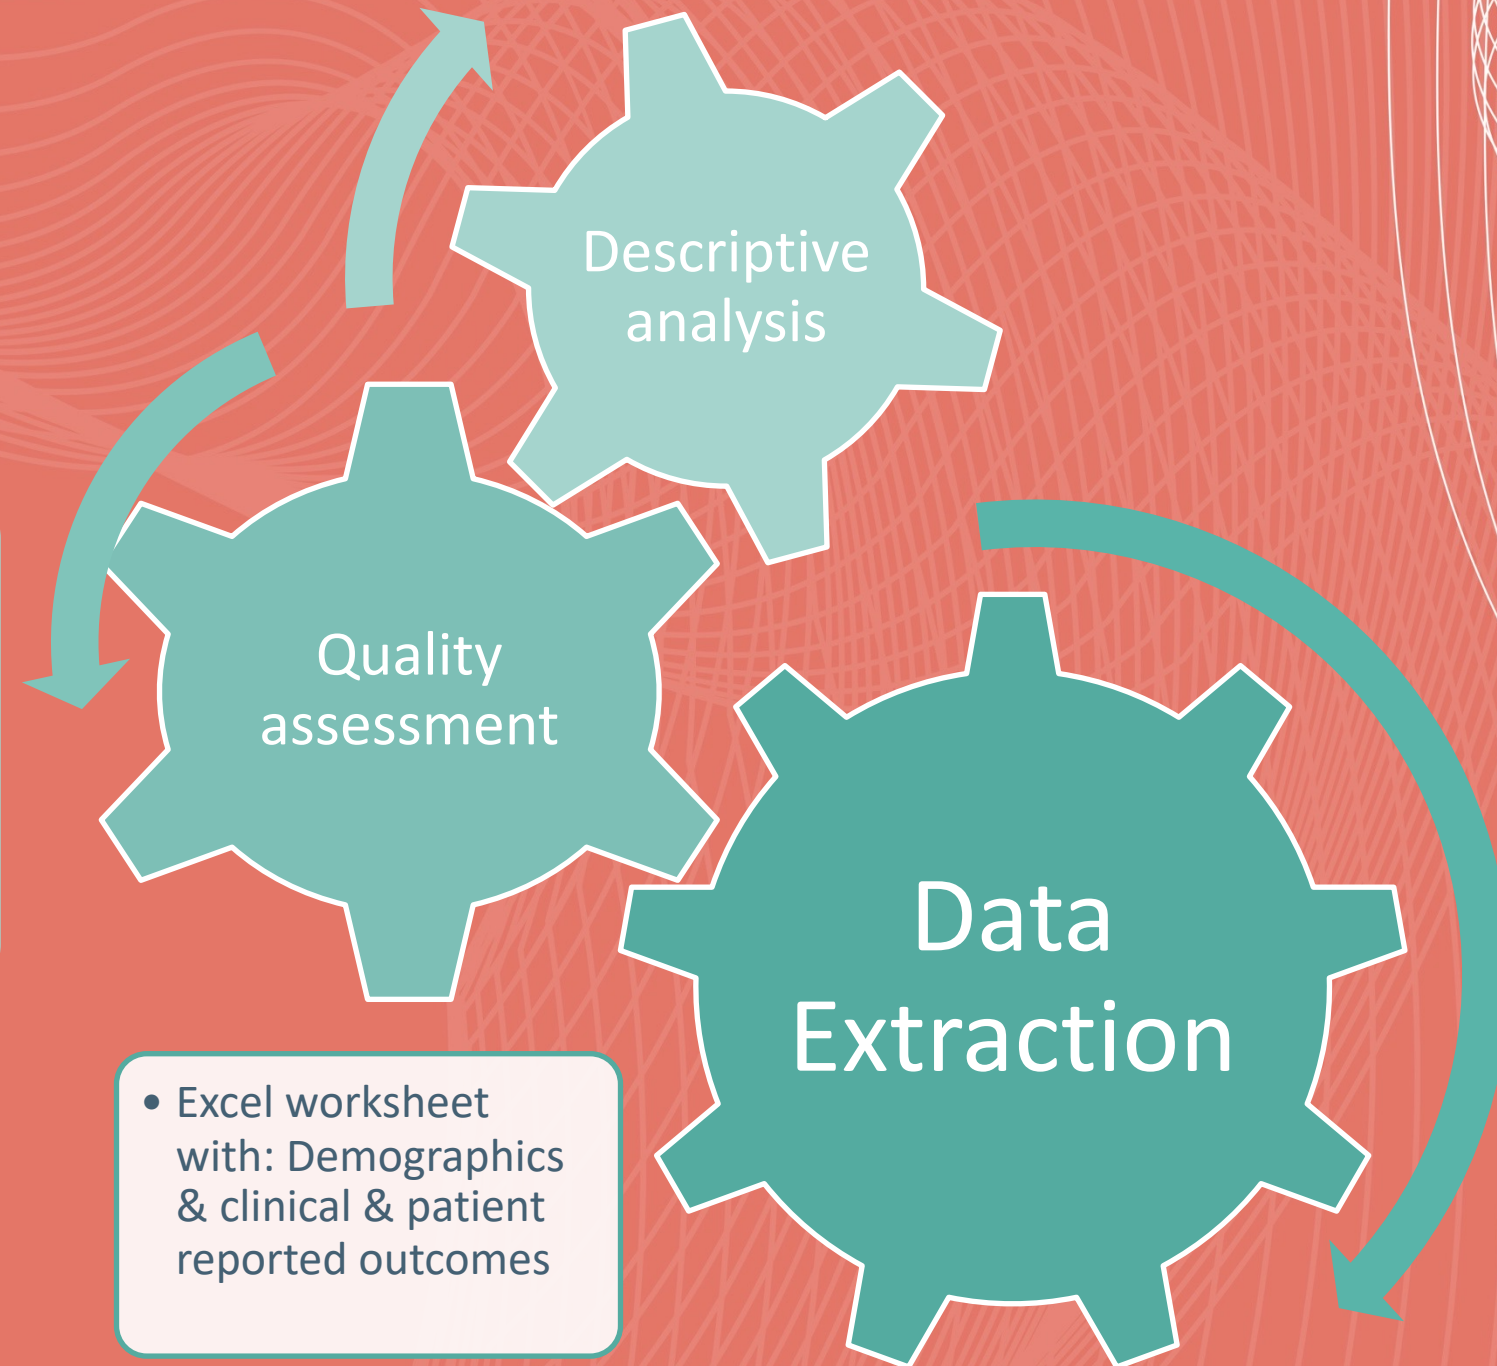 Descriptive
analysis
Quality
assessment
Data
Extraction
• Excel worksheet
with: Demographics
& clinical & patient
reported outcomes